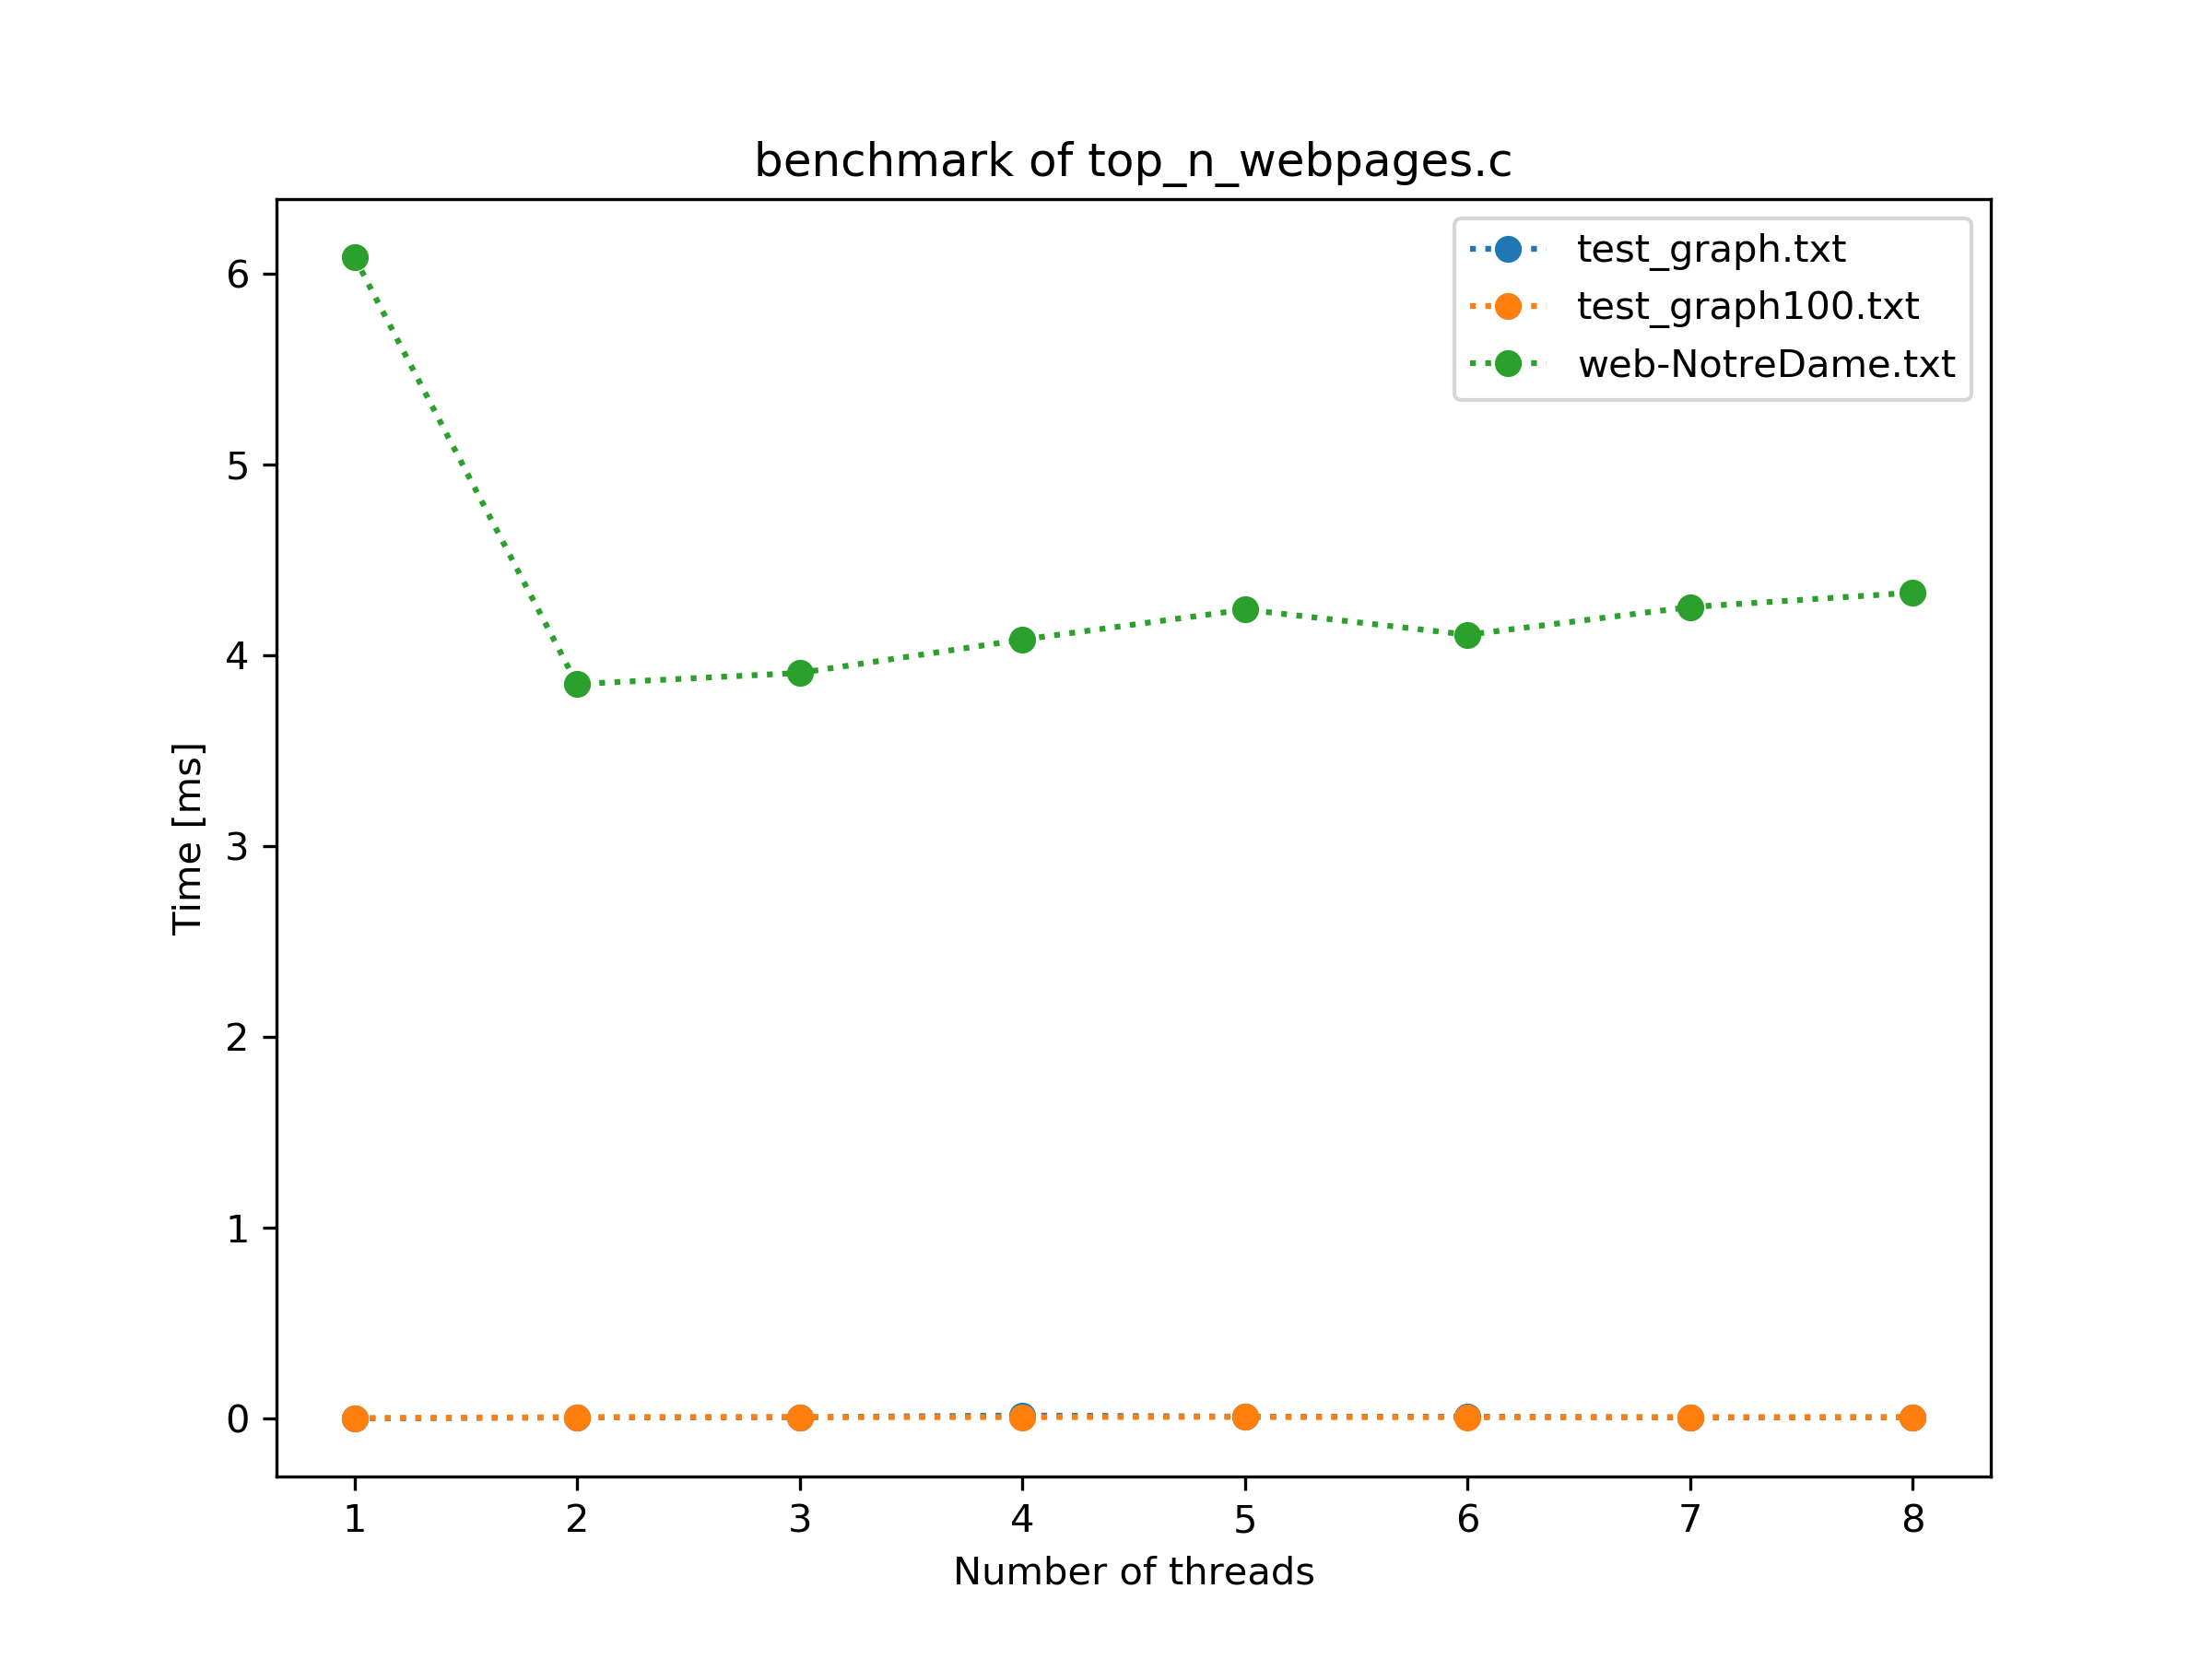 benchmark of top_n_webpages.c
test_graph.txt
test_graph100.txt
web-NotreDame.txt
6
5
4
3
2
1
0
Time [ms]
1 2 3 4 5 6 7 8
Number of threads